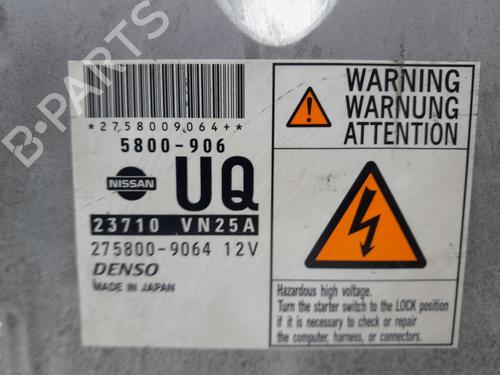 B-PARTS
*2758009064+*
5800-906
NISSAN
UQ
23710 VN25A
275800-9064 12V
DENSO
MADE IN JAPAN
WARNING
WARNUNG
ATTENTION
Hazardous high voltage.
Turn the starter switch to the LOCK position
if it is necessary to check or repair
the computer, harness, or connectors.